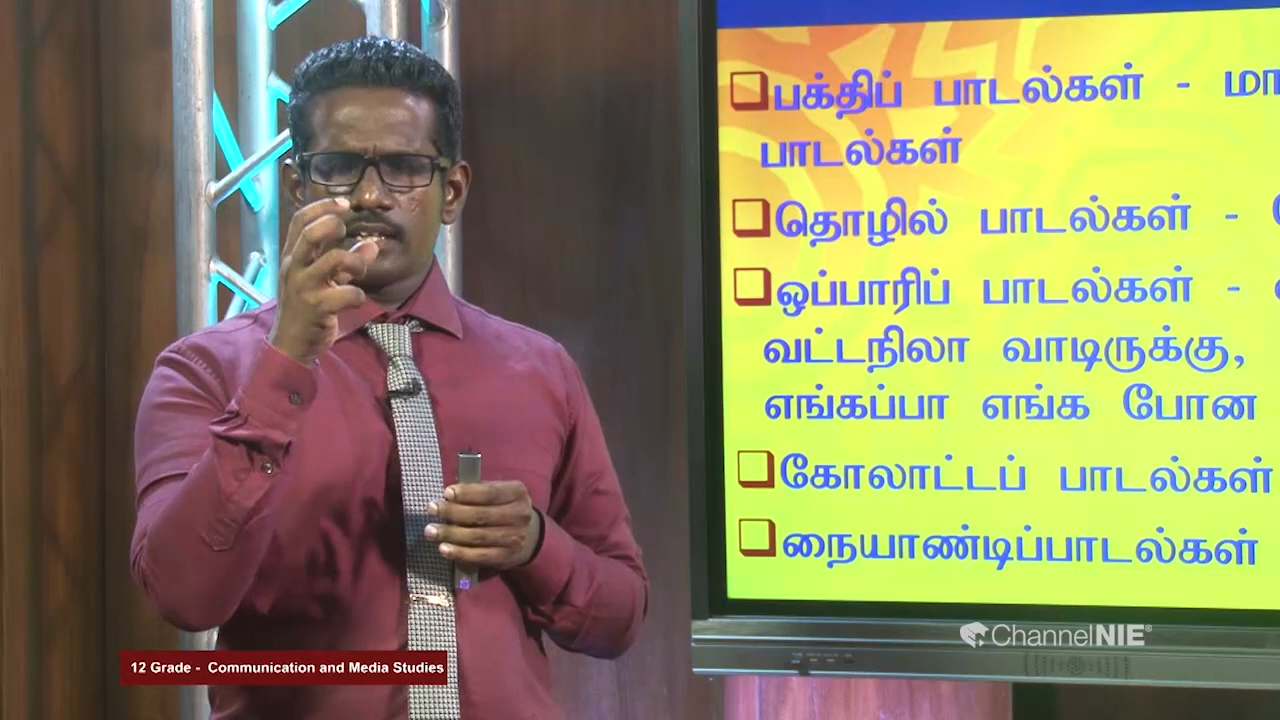 பக்திப் பாடல்கள் - மா
பாடல்கள்
தொழில் பாடல்கள் -
ஒப்பாரிப் பாடல்கள் -
வட்டநிலா வாடிருக்கு,
எங்கப்பா எங்க போன
கோலாட்டப் பாடல்கள்
நையாண்டிப்பாடல்கள்
ChannelNIE®
12 Grade - Communication and Media Studies